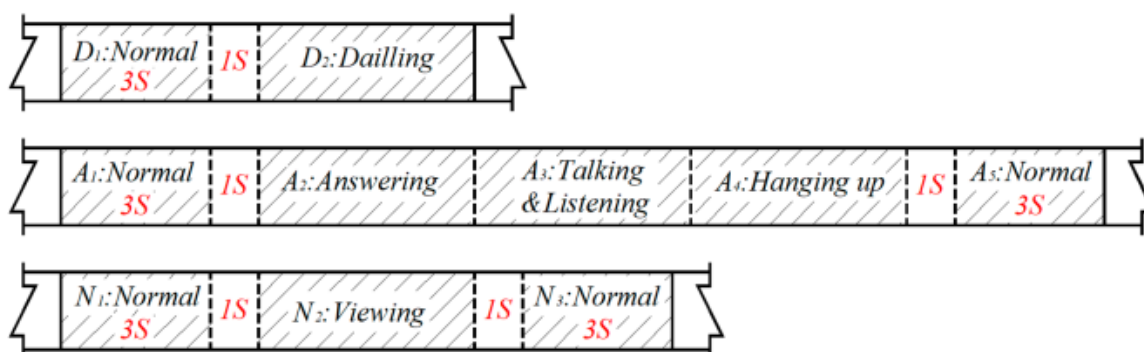 D₁:Normal 3S 1S D₂:Dailling
A₁:Normal 3S 1S A₂:Answering A₃:Talking &Listening A₄:Hanging up 1S A₅:Normal 3S
N₁:Normal 3S 1S N₂:Viewing 1S N₃:Normal 3S